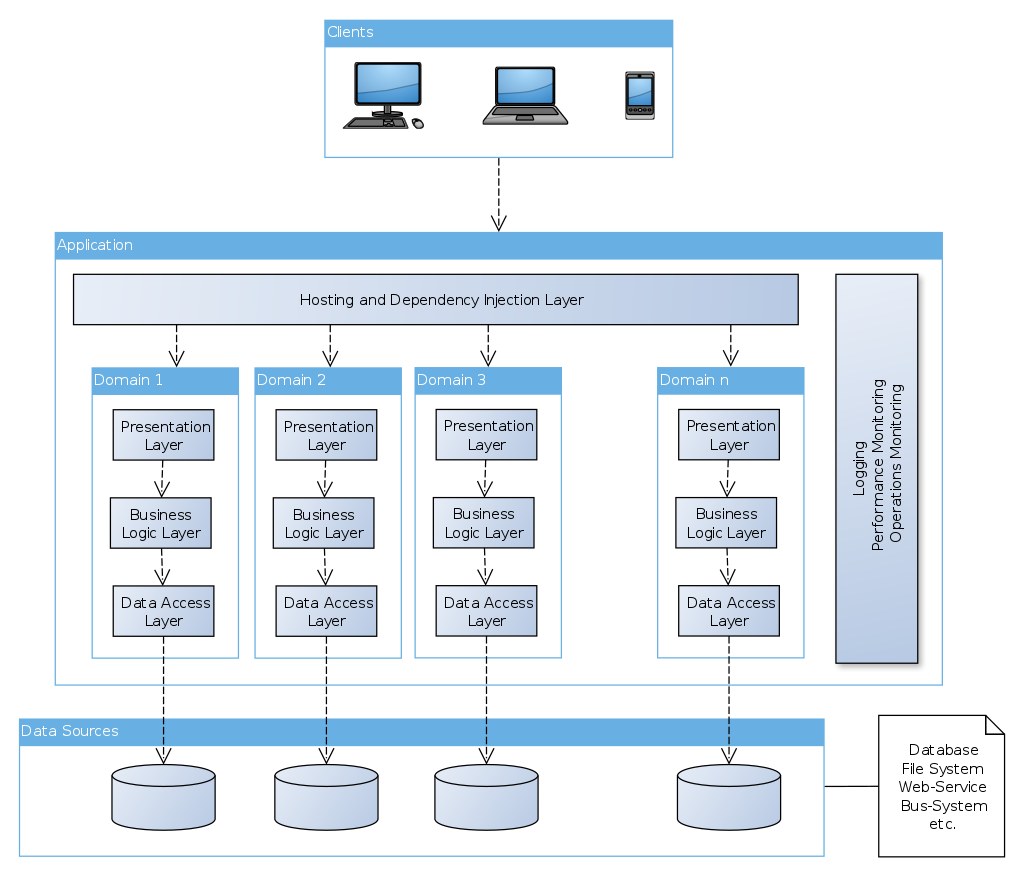 Clients
Application
Hosting and Dependency Injection Layer
Domain 1
Presentation
Layer
Business
Logic Layer
Data Access
Layer
Domain 2
Presentation
Layer
Business
Logic Layer
Data Access
Layer
Domain 3
Presentation
Layer
Business
Logic Layer
Data Access
Layer
Domain n
Presentation
Layer
Business
Logic Layer
Data Access
Layer
Logging
Performance Monitoring
Operations Monitoring
Data Sources
Database
File System
Web-Service
Bus-System
etc.